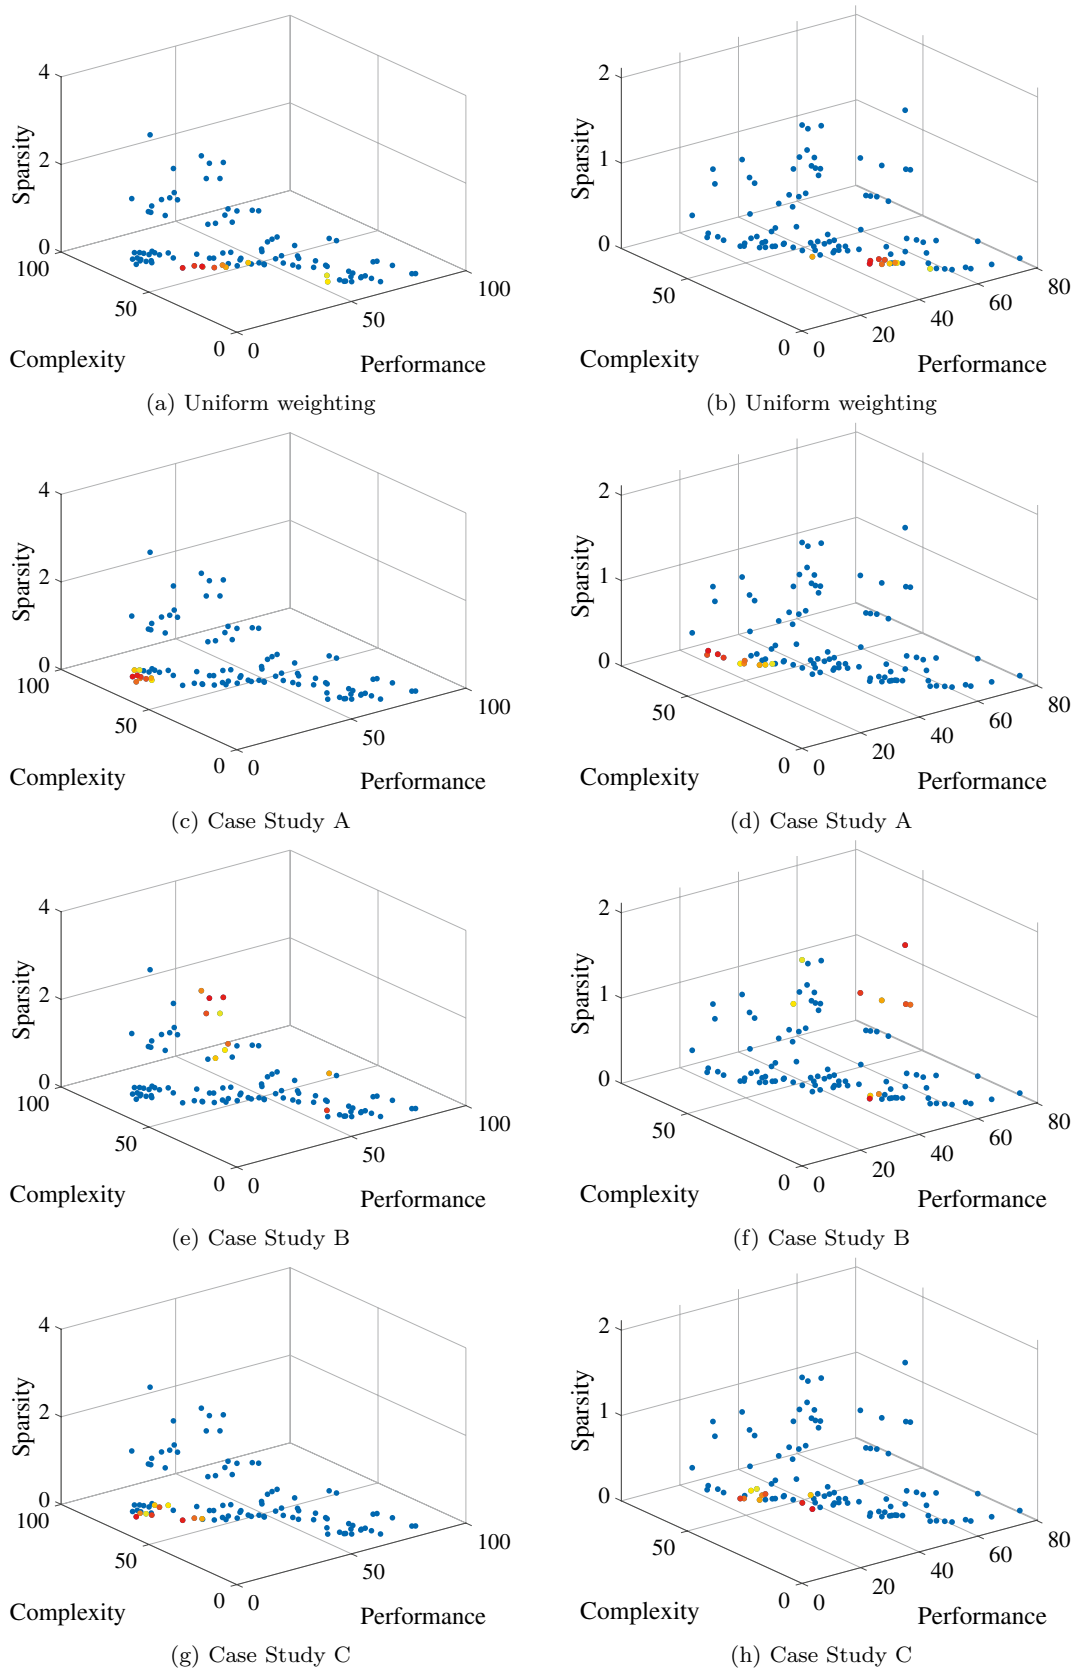 4
2
0
100
50
0
0
50
100
Sparsity
Complexity
Performance
(a) Uniform weighting
2
1
0
50
0
0
20
40
60
80
Sparsity
Complexity
Performance
(b) Uniform weighting
4
2
0
100
50
0
0
50
100
Sparsity
Complexity
Performance
(c) Case Study A
2
1
0
50
0
0
20
40
60
80
Sparsity
Complexity
Performance
(d) Case Study A
4
2
0
100
50
0
0
50
100
Sparsity
Complexity
Performance
(e) Case Study B
2
1
0
50
0
0
20
40
60
80
Sparsity
Complexity
Performance
(f) Case Study B
4
2
0
100
50
0
0
50
100
Sparsity
Complexity
Performance
(g) Case Study C
2
1
0
50
0
0
20
40
60
80
Sparsity
Complexity
Performance
(h) Case Study C